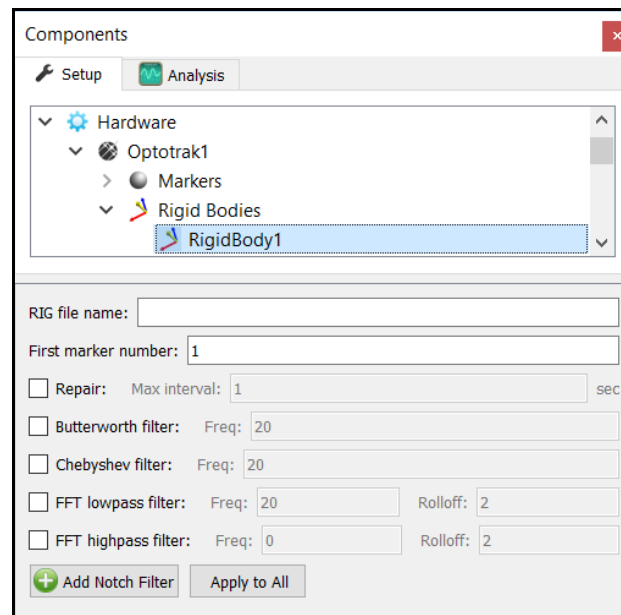 Components
Setup Analysis
Hardware
Optotrak1
Markers
Rigid Bodies
RigidBody1
RIG file name:
First marker number: 1
Repair: Max interval: 1 sec
Butterworth filter: Freq: 20
Chebyshev filter: Freq: 20
FFT lowpass filter: Freq: 20 Rolloff: 2
FFT highpass filter: Freq: 0 Rolloff: 2
Add Notch Filter Apply to All